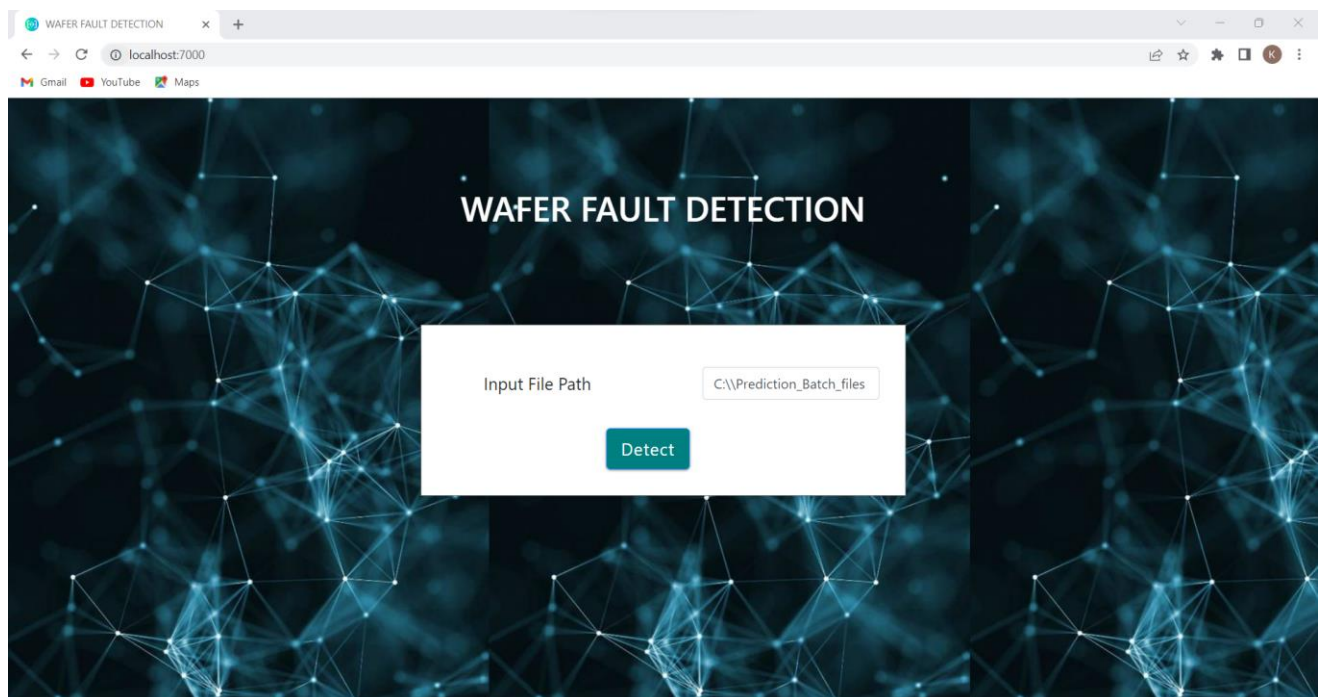 WAFER FAULT DETECTION
localhost:7000
K
Gmail YouTube Maps
WAFER FAULT DETECTION
Input File Path C:\\Prediction_Batch_files
Detect